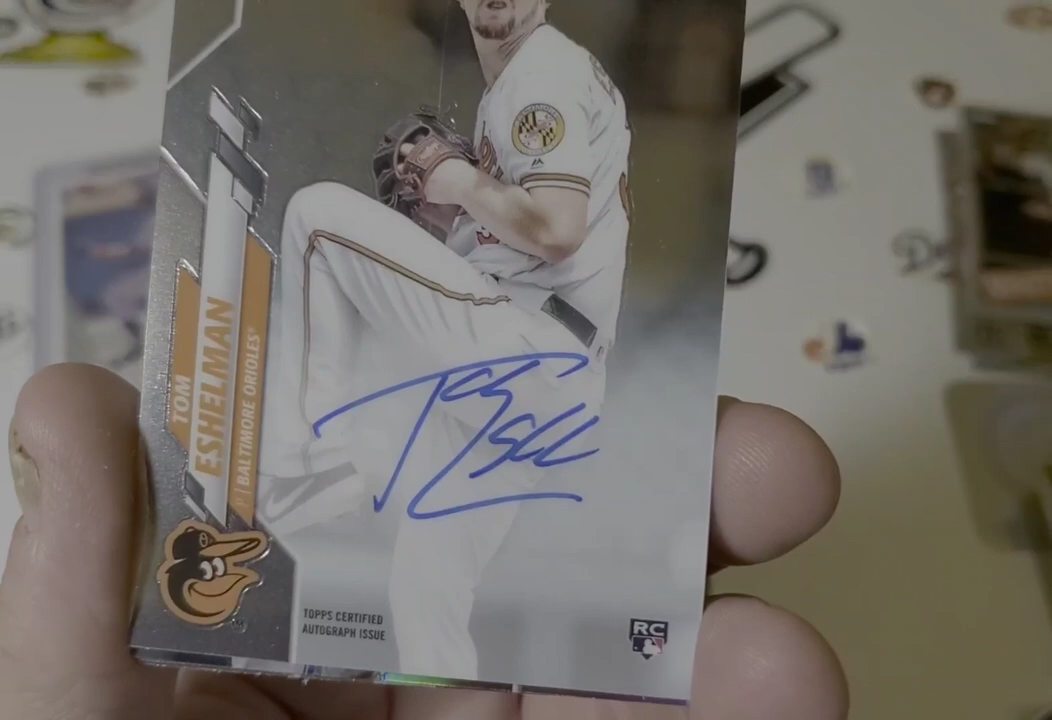 TOM
ESHELMAN
P | BALTIMORE ORIOLES®
TOPPS CERTIFIED
AUTOGRAPH ISSUE
RC